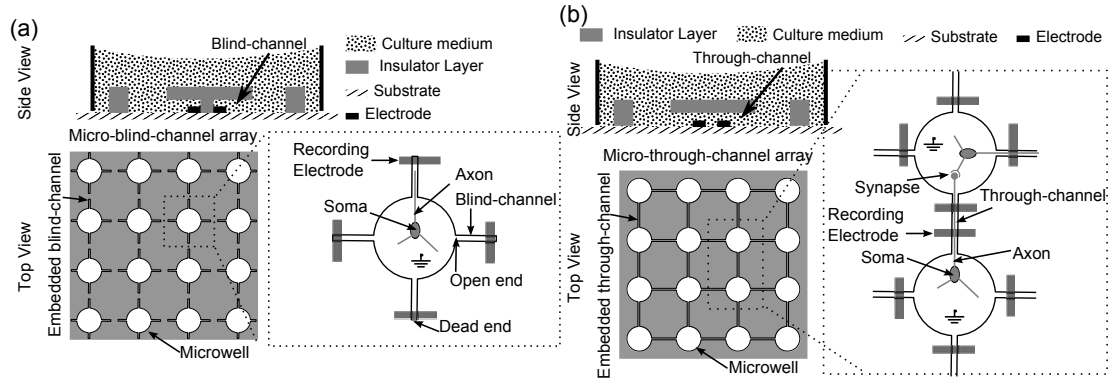 (a)
Side View
Blind-channel
Culture medium
Insulator Layer
Substrate
Electrode
Micro-blind-channel array
Top View
Embedded blind-channel
Microwell
Recording
Electrode
Axon
Soma
Blind-channel
Open end
Dead end
(b)
Insulator Layer
Culture medium
Substrate
Electrode
Side View
Through-channel
Micro-through-channel array
Top View
Embedded through-channel
Microwell
Synapse
Through-channel
Recording
Electrode
Soma
Axon